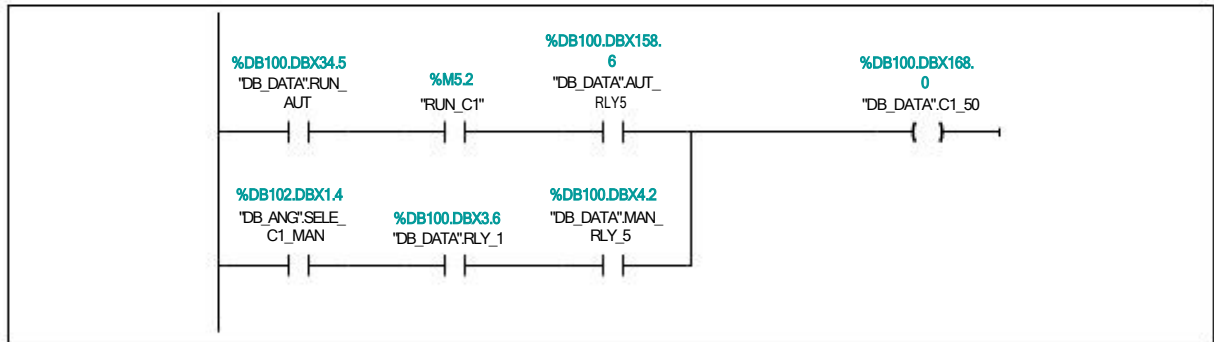 %DB100.DBX34.5
"DB_DATA".RUN_
AUT
%M5.2
"RUN_C1"
%DB100.DBX158.
6
"DB_DATA".AUT_
RLY5
%DB100.DBX168.
0
"DB_DATA".C1_50
%DB102.DBX1.4
"DB_ANG".SELE_
C1_MAN
%DB100.DBX3.6
"DB_DATA".RLY_1
%DB100.DBX4.2
"DB_DATA".MAN_
RLY_5